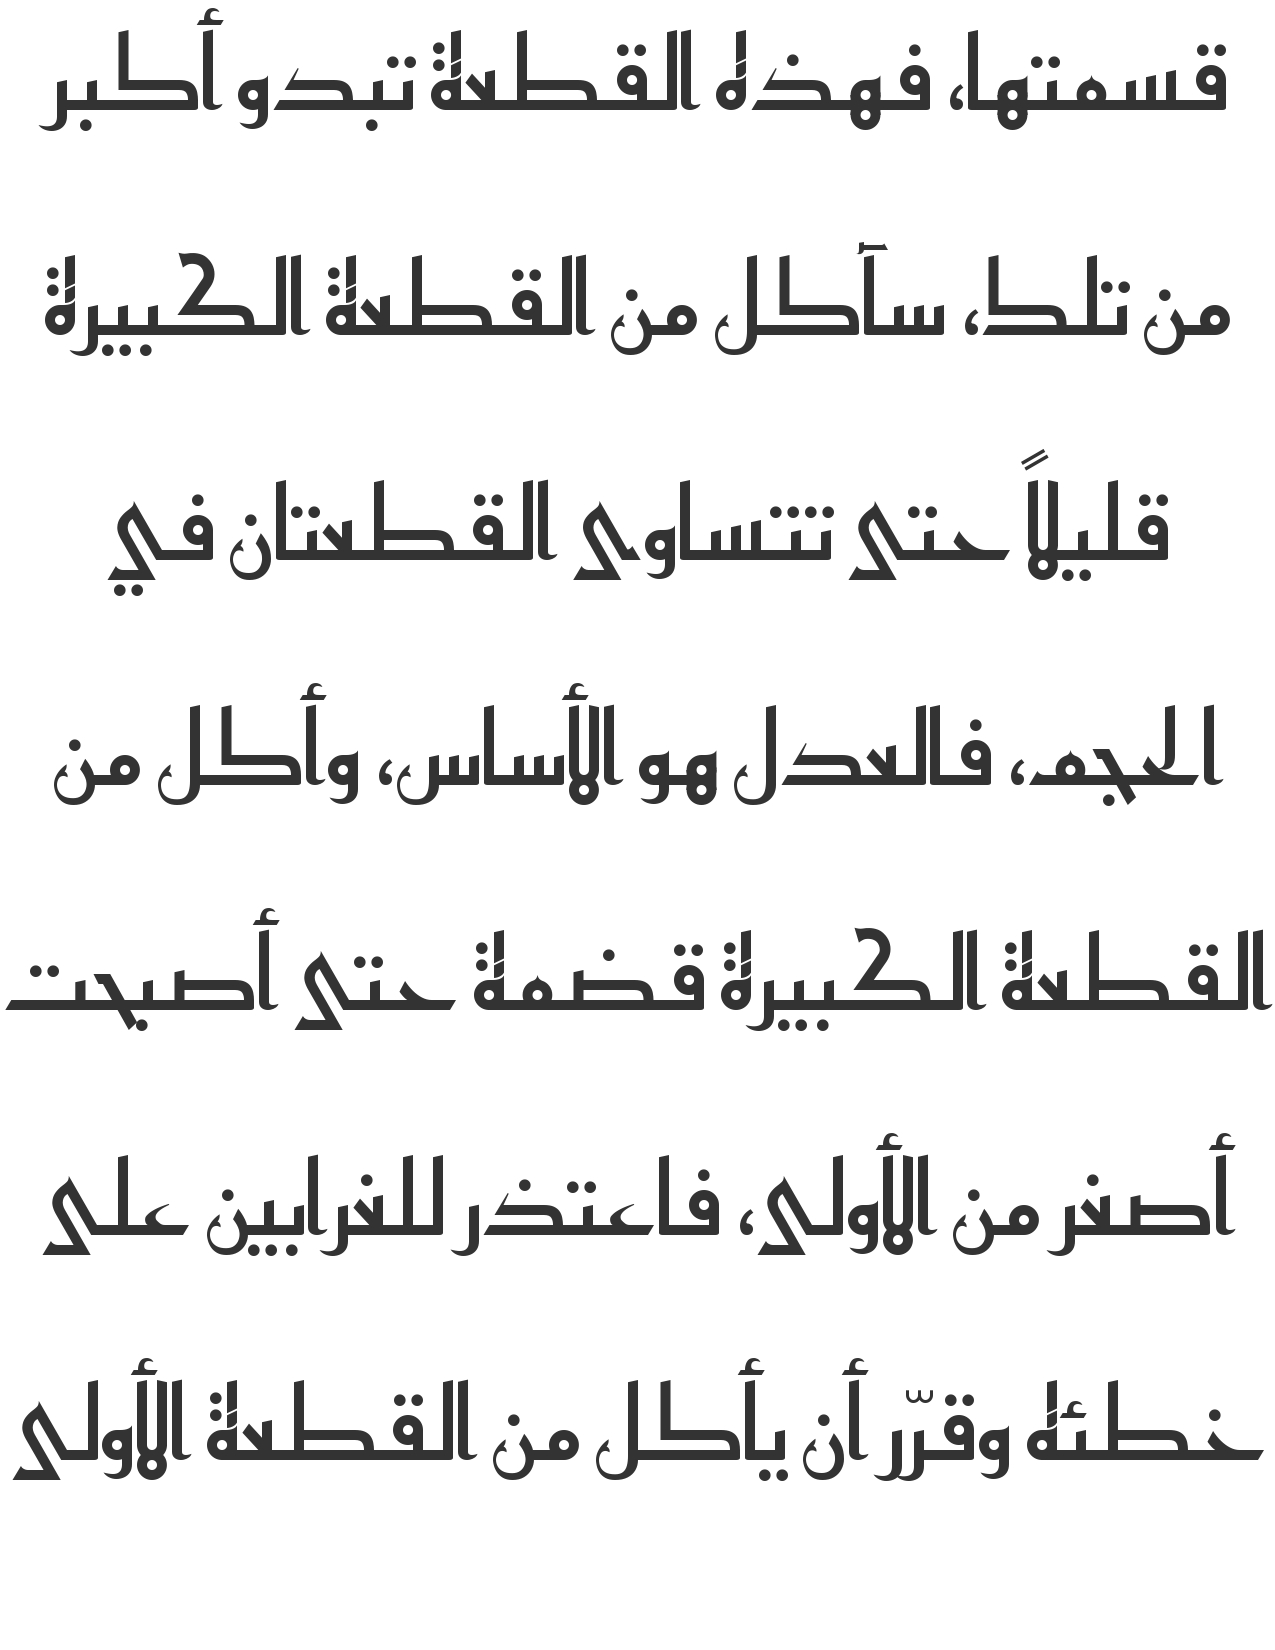 قسمتها، فهذه القطعة تبدو أكبر
من تلك، سآكل من القطعة الكبيرة
قليلاً حتى تتساوى القطعتان في
الحجم، فالعدل هو الأساس، وأكل من
القطعة الكبيرة قضمة حتى أصبحت
أصغر من الأولى، فاعتذر للغرابين على
خطئه وقرّر أن يأكل من القطعة الأولى